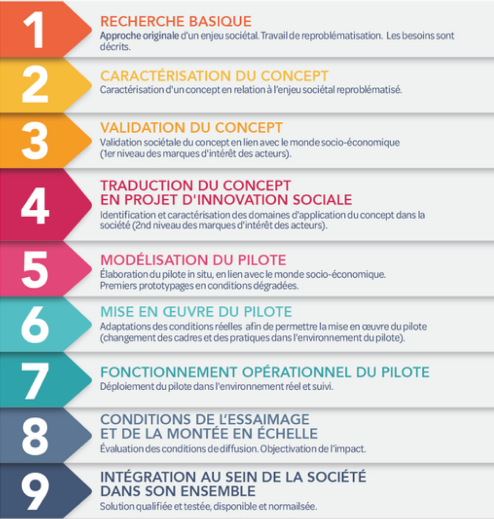 1
RECHERCHE BASIQUE
Approche originale d'un enjeu sociétal. Travail de reproblématisation. Les besoins sont
décrits.
2
CARACTÉRISATION DU CONCEPT
Caractérisation d'un concept en relation à l'enjeu sociétal reproblématisé.
3
VALIDATION DU CONCEPT
Validation sociétale du concept en lien avec le monde socio-économique
(1er niveau des marques d'intérêt des acteurs).
4
TRADUCTION DU CONCEPT
EN PROJET D'INNOVATION SOCIALE
Identification et caractérisation des domaines d'application du concept dans la
société (2nd niveau des marques d'intérêt des acteurs).
5
MODÉLISATION DU PILOTE
Élaboration du pilote in situ, en lien avec le monde socio-économique.
Premiers prototypages en conditions dégradées.
6
MISE EN ŒUVRE DU PILOTE
Adaptations des conditions réelles afin de permettre la mise en œuvre du pilote
(changement des cadres et des pratiques dans l'environnement du pilote).
7
FONCTIONNEMENT OPÉRATIONNEL DU PILOTE
Déploiement du pilote dans l'environnement réel et suivi.
8
CONDITIONS DE L'ESSAIMAGE
ET DE LA MONTÉE EN ÉCHELLE
Évaluation des conditions de diffusion. Objectivation de l'impact.
9
INTÉGRATION AU SEIN DE LA SOCIÉTÉ
DANS SON ENSEMBLE
Solution qualifiée et testée, disponible et normailsée.